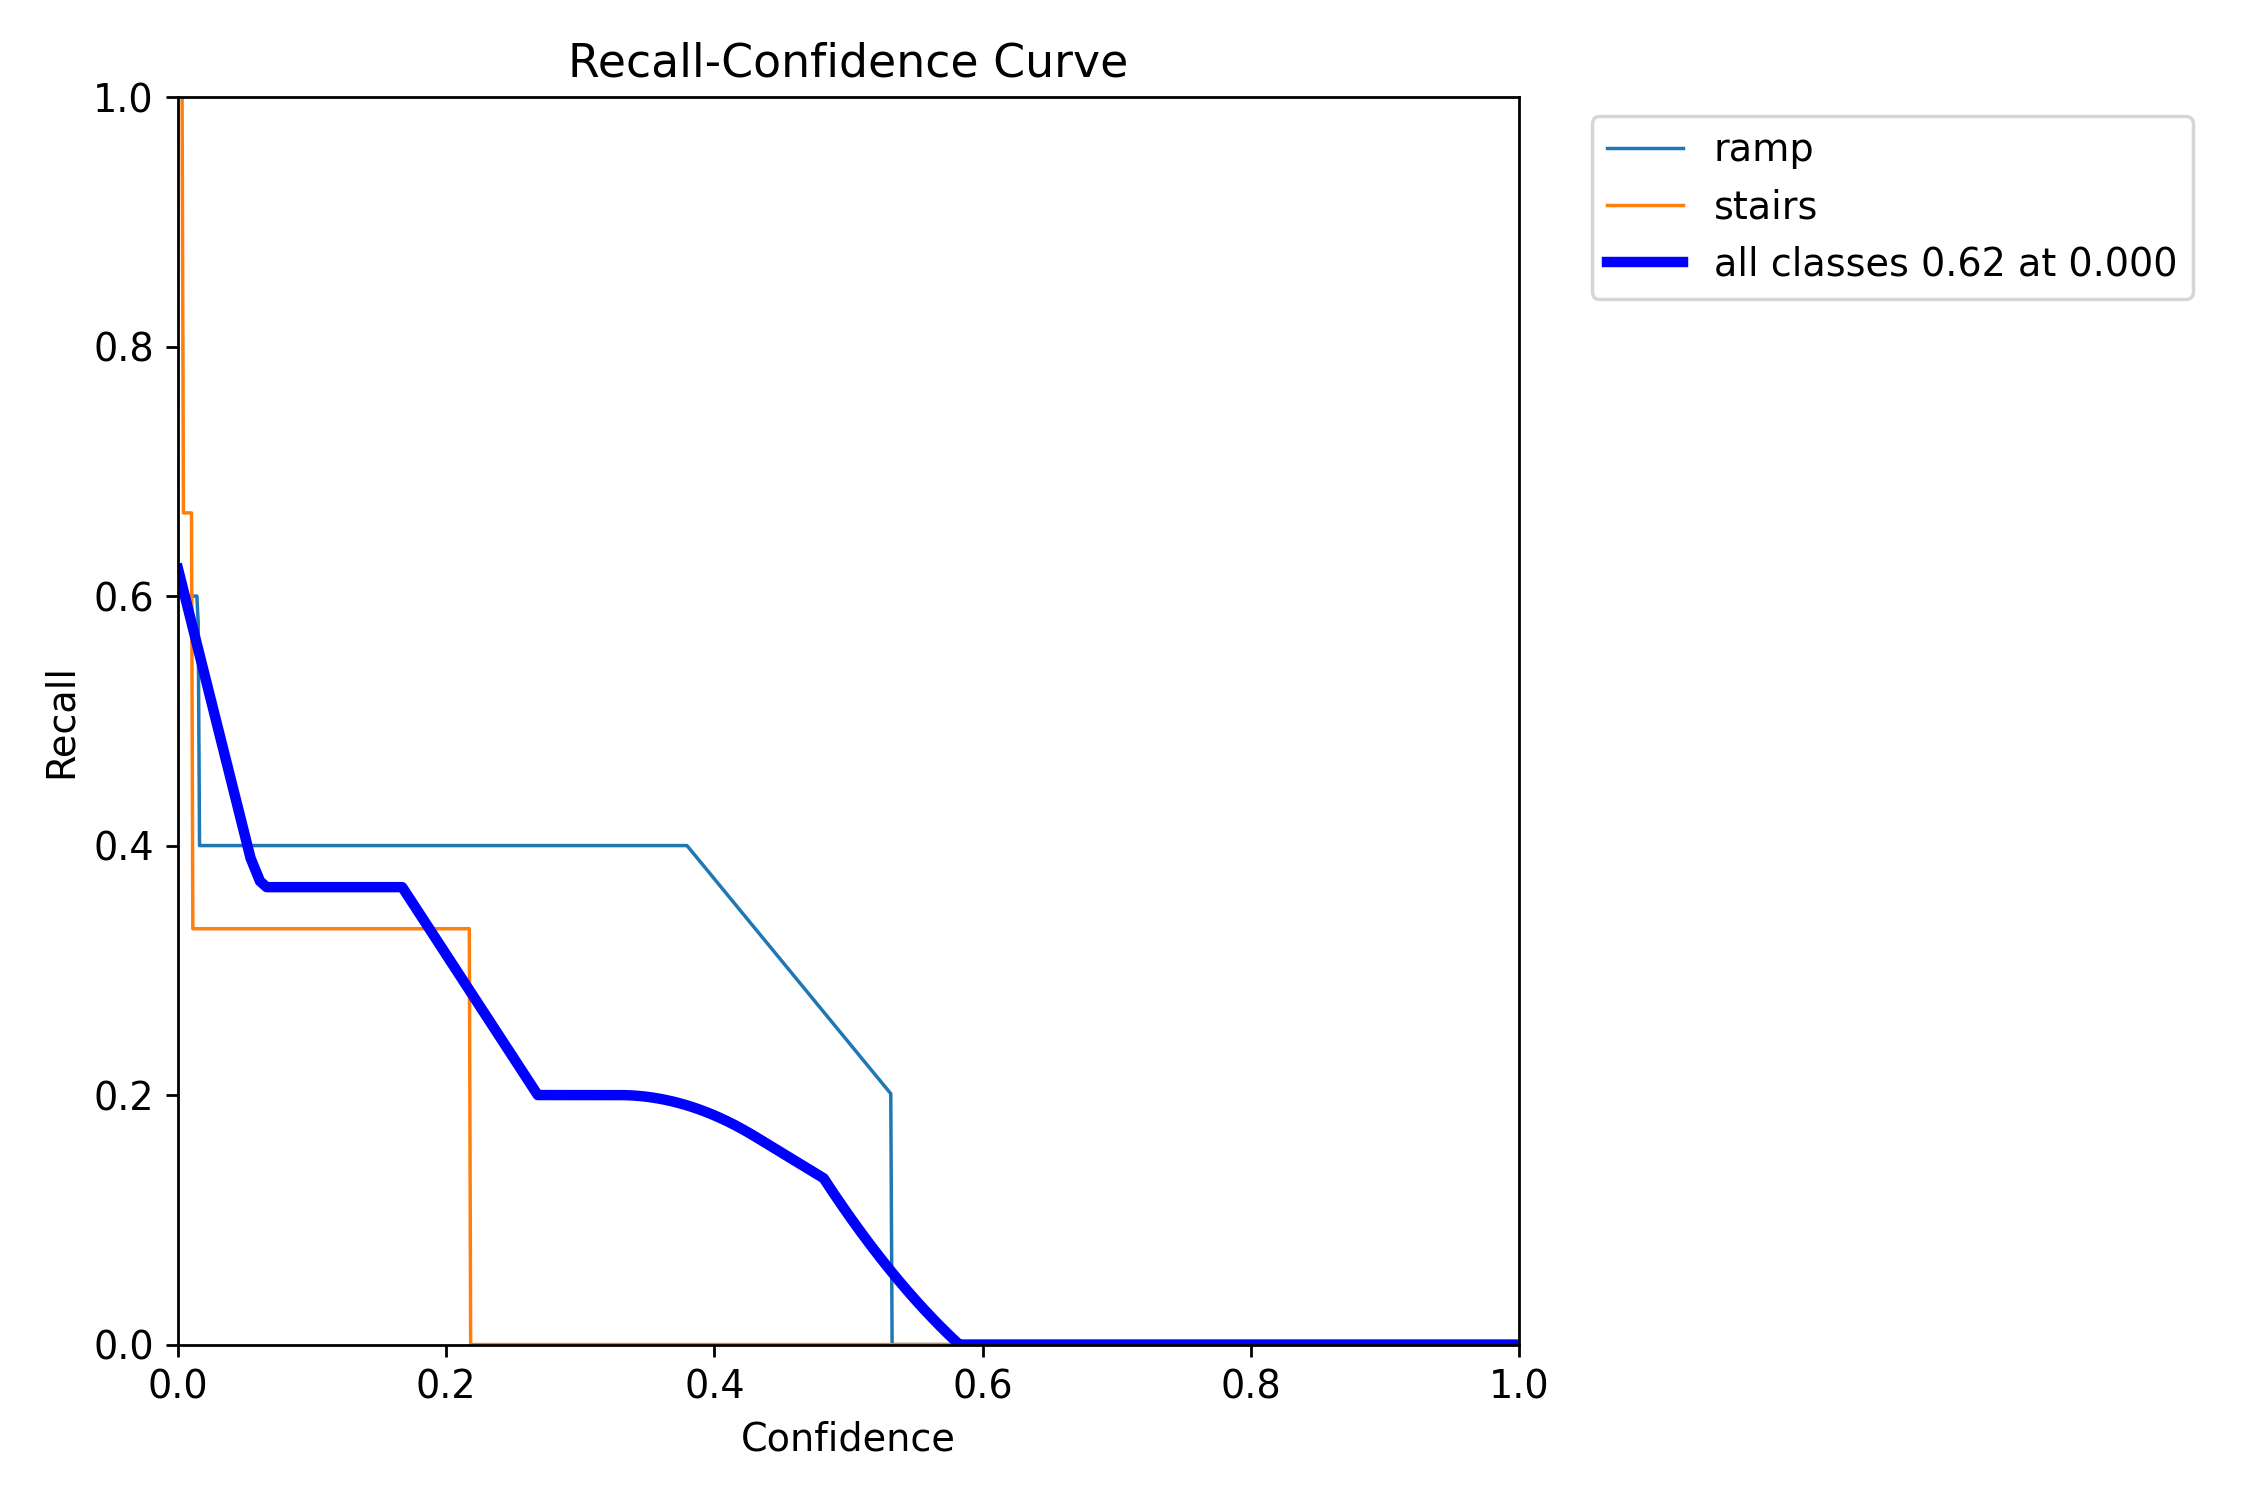 Recall-Confidence Curve
1.0
0.8
0.6
0.4
0.2
0.0
Recall
0.0 0.2 0.4 0.6 0.8 1.0
Confidence
ramp
stairs
all classes 0.62 at 0.000